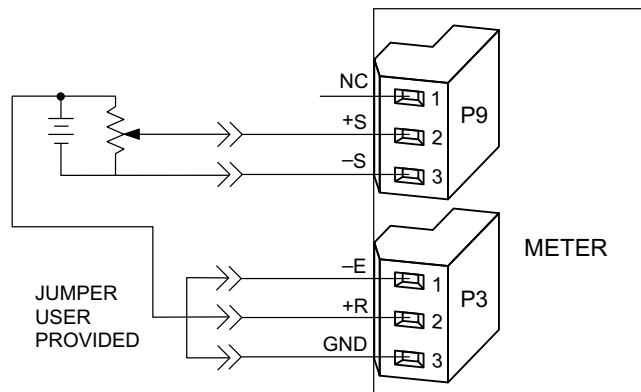 NC
1
+S
2
P9
–S
3
METER
–E
1
JUMPER
USER
PROVIDED
+R
2
P3
GND
3